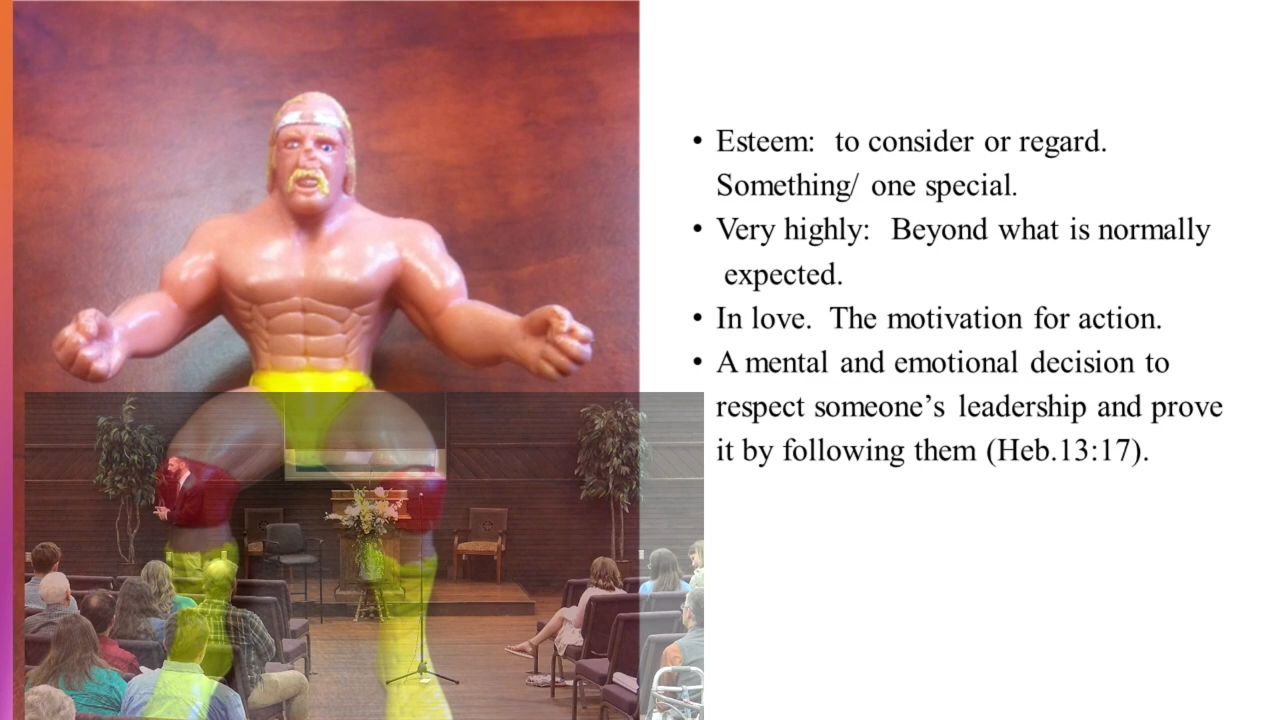 • Esteem: to consider or regard.
Something/ one special.
• Very highly: Beyond what is normally
expected.
• In love. The motivation for action.
• A mental and emotional decision to
respect someone’s leadership and prove
it by following them (Heb.13:17).